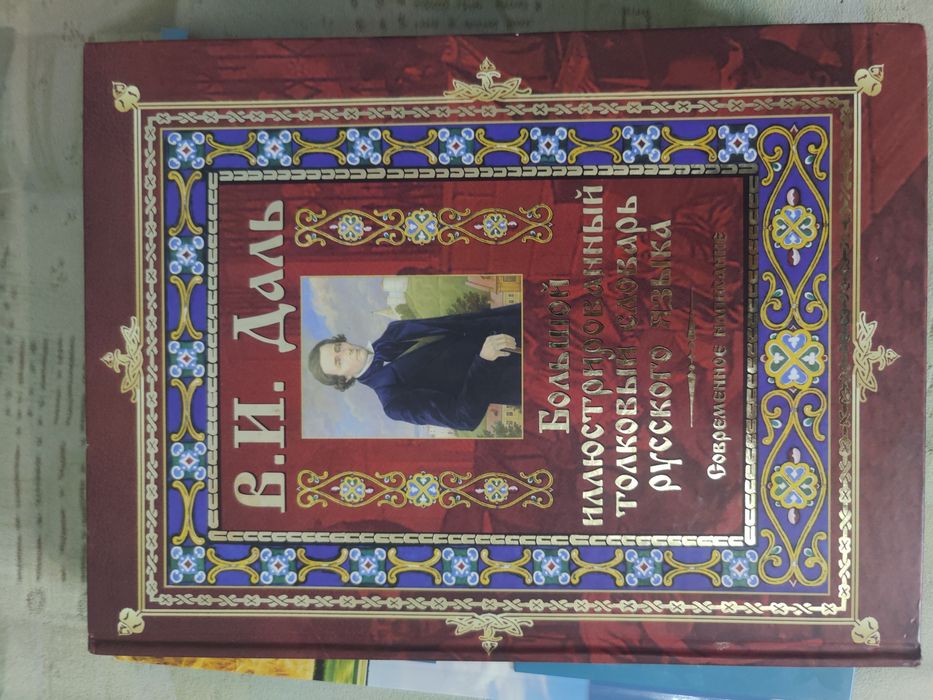 В.И. Даль
Большой
иллюстрированный
толковый словарь
русского языка
Современное написание